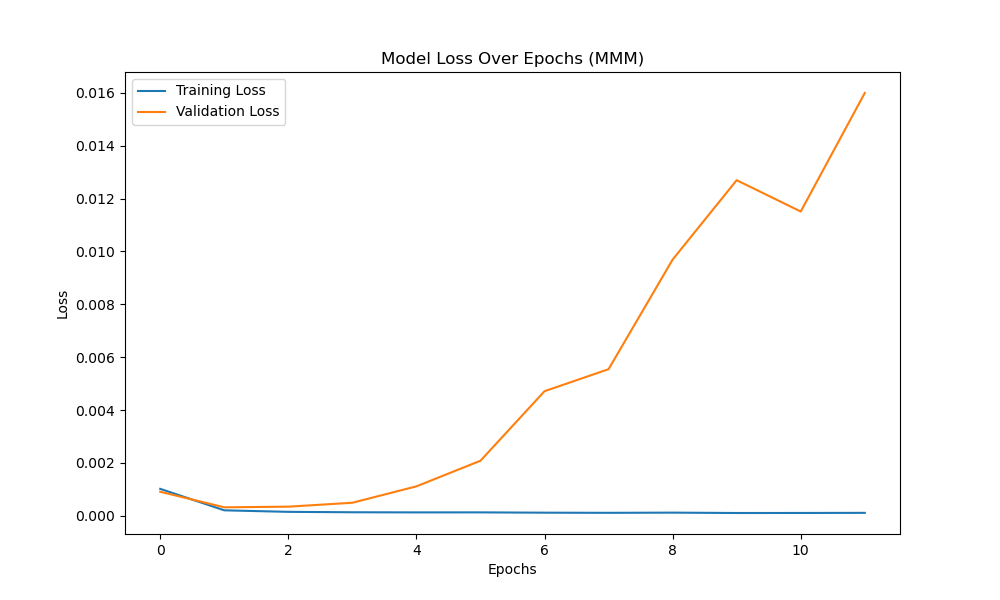 Model Loss Over Epochs (MMM)
Training Loss
Validation Loss
0.016
0.014
0.012
0.010
0.008
0.006
0.004
0.002
0.000
Loss
0 2 4 6 8 10
Epochs